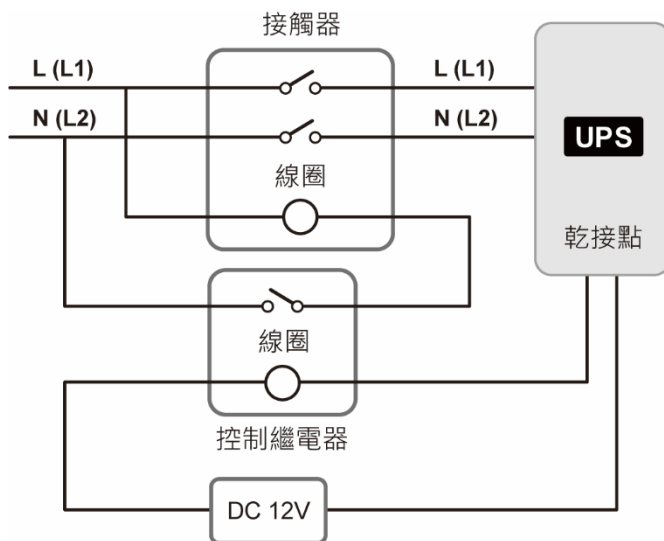 接觸器
L (L1)
L (L1)
N (L2)
N (L2)
UPS
線圈
乾接點
線圈
控制繼電器
DC 12V